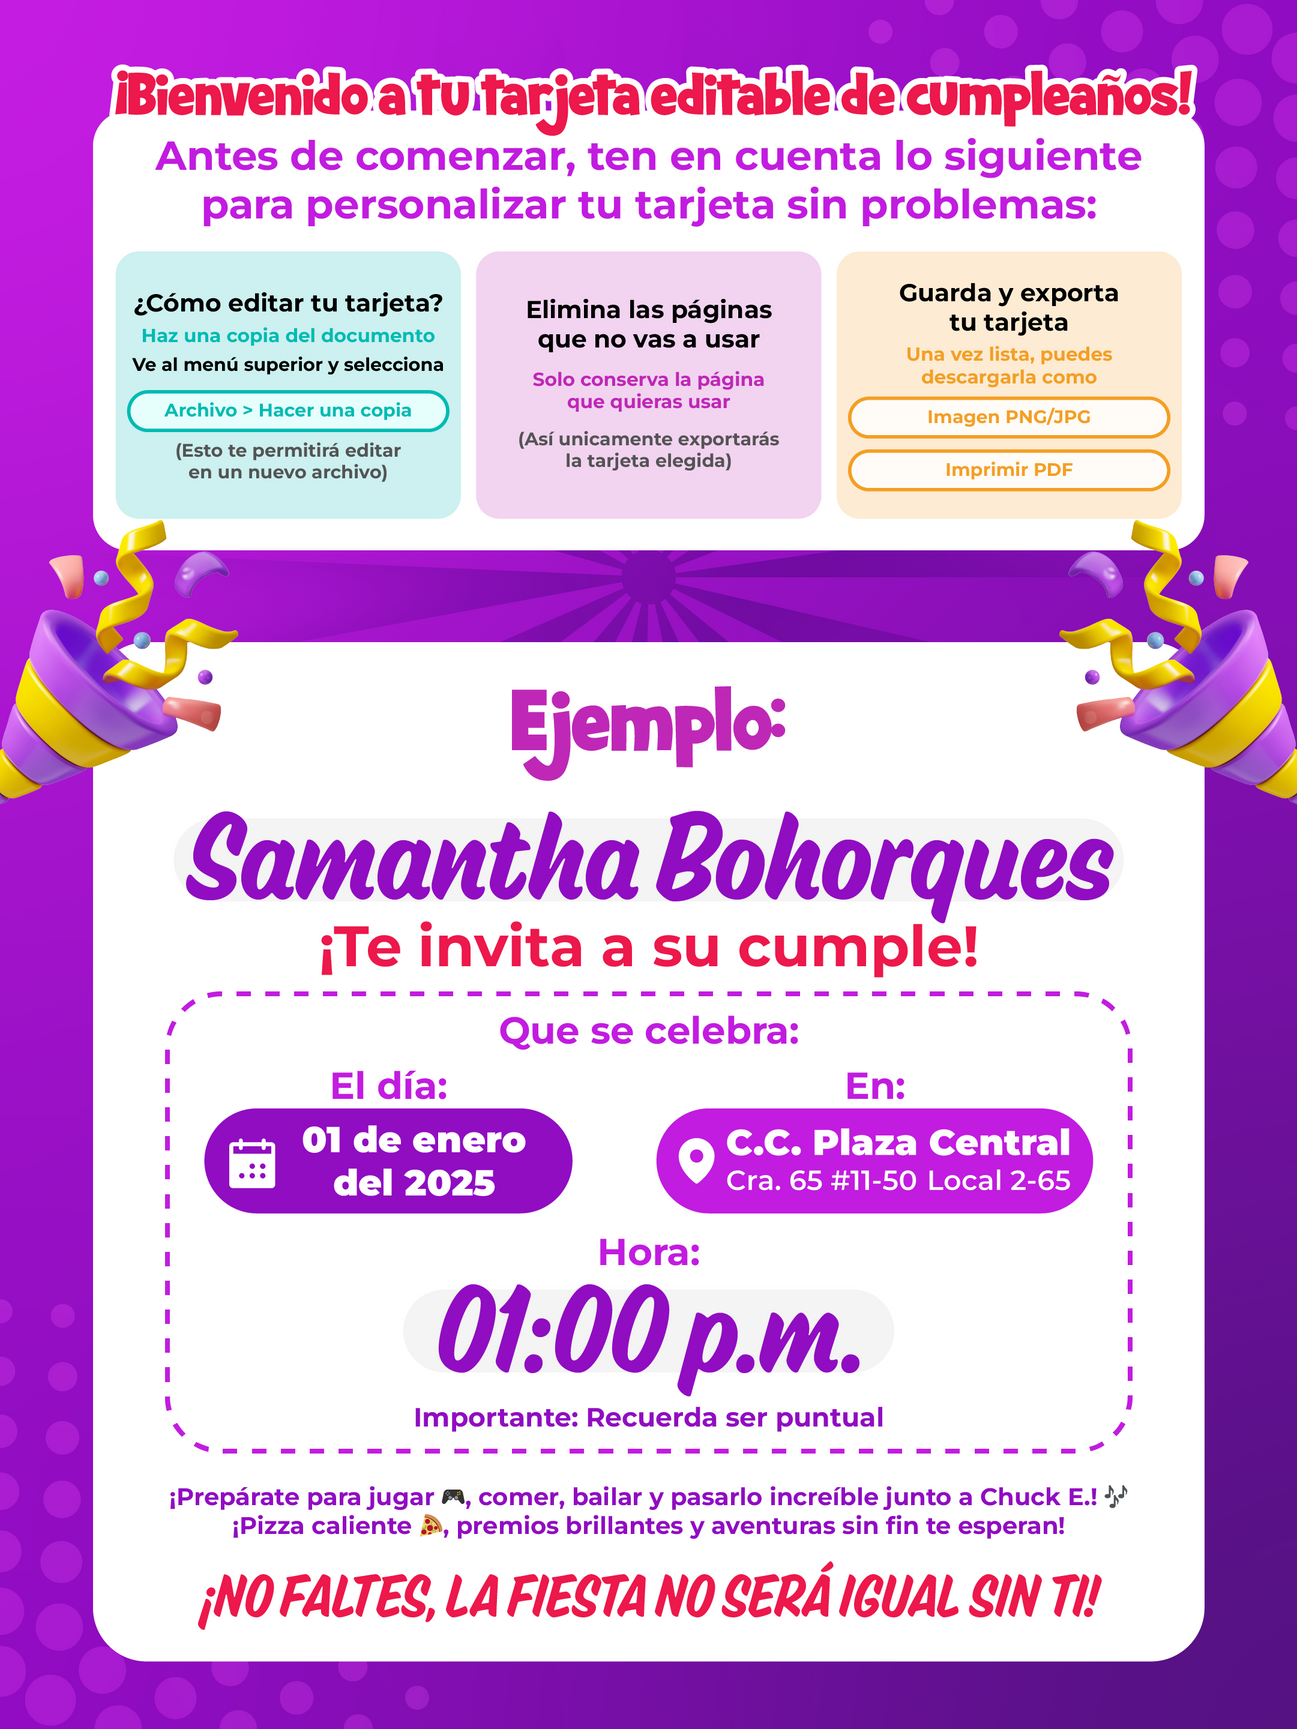 ¡Bienvenido a tu tarjeta editable de cumpleaños!
Antes de comenzar, ten en cuenta lo siguiente
para personalizar tu tarjeta sin problemas:
¿Cómo editar tu tarjeta?
Haz una copia del documento
Ve al menú superior y selecciona
Archivo > Hacer una copia
(Esto te permitirá editar
en un nuevo archivo)
Elimina las páginas
que no vas a usar
Solo conserva la página
que quieras usar
(Así unicamente exportarás
la tarjeta elegida)
Guarda y exporta
tu tarjeta
Una vez lista, puedes
descargarla como
Imagen PNG/JPG
Imprimir PDF
Ejemplo:
Samantha Bohorques
¡Te invita a su cumple!
Que se celebra:
El día:
01 de enero
del 2025
En:
C.C. Plaza Central
Cra. 65 #11-50 Local 2-65
Hora:
01:00 p.m.
Importante: Recuerda ser puntual
¡Prepárate para jugar 🎮, comer, bailar y pasarlo increíble junto a Chuck E.! 🎶
¡Pizza caliente 🍕, premios brillantes y aventuras sin fin te esperan!
¡NO FALTES, LA FIESTA NO SERÁ IGUAL SIN TI!